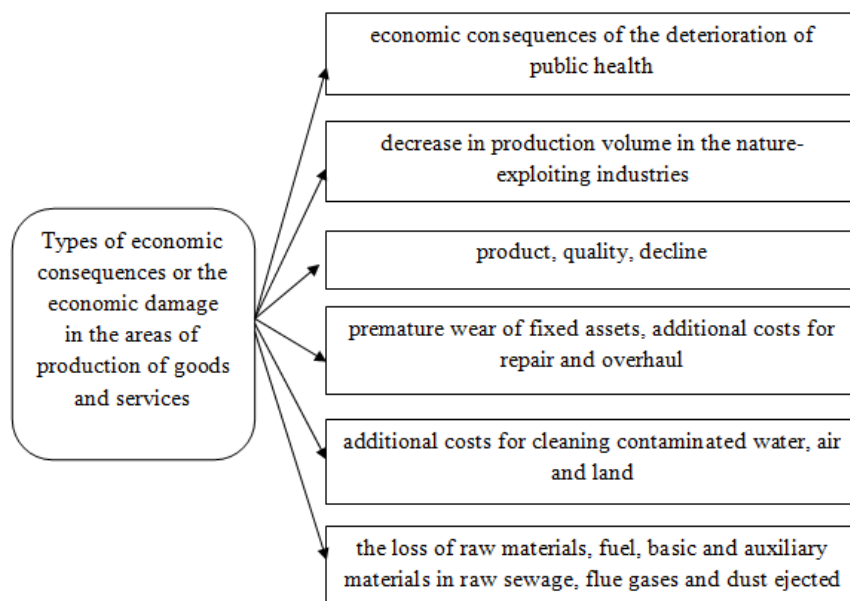 Types of economic
consequences or the
economic damage
in the areas of
production of goods
and services
economic consequences of the deterioration of
public health
decrease in production volume in the nature-
exploiting industries
product, quality, decline
premature wear of fixed assets, additional costs for
repair and overhaul
additional costs for cleaning contaminated water, air
and land
the loss of raw materials, fuel, basic and auxiliary
materials in raw sewage, flue gases and dust ejected